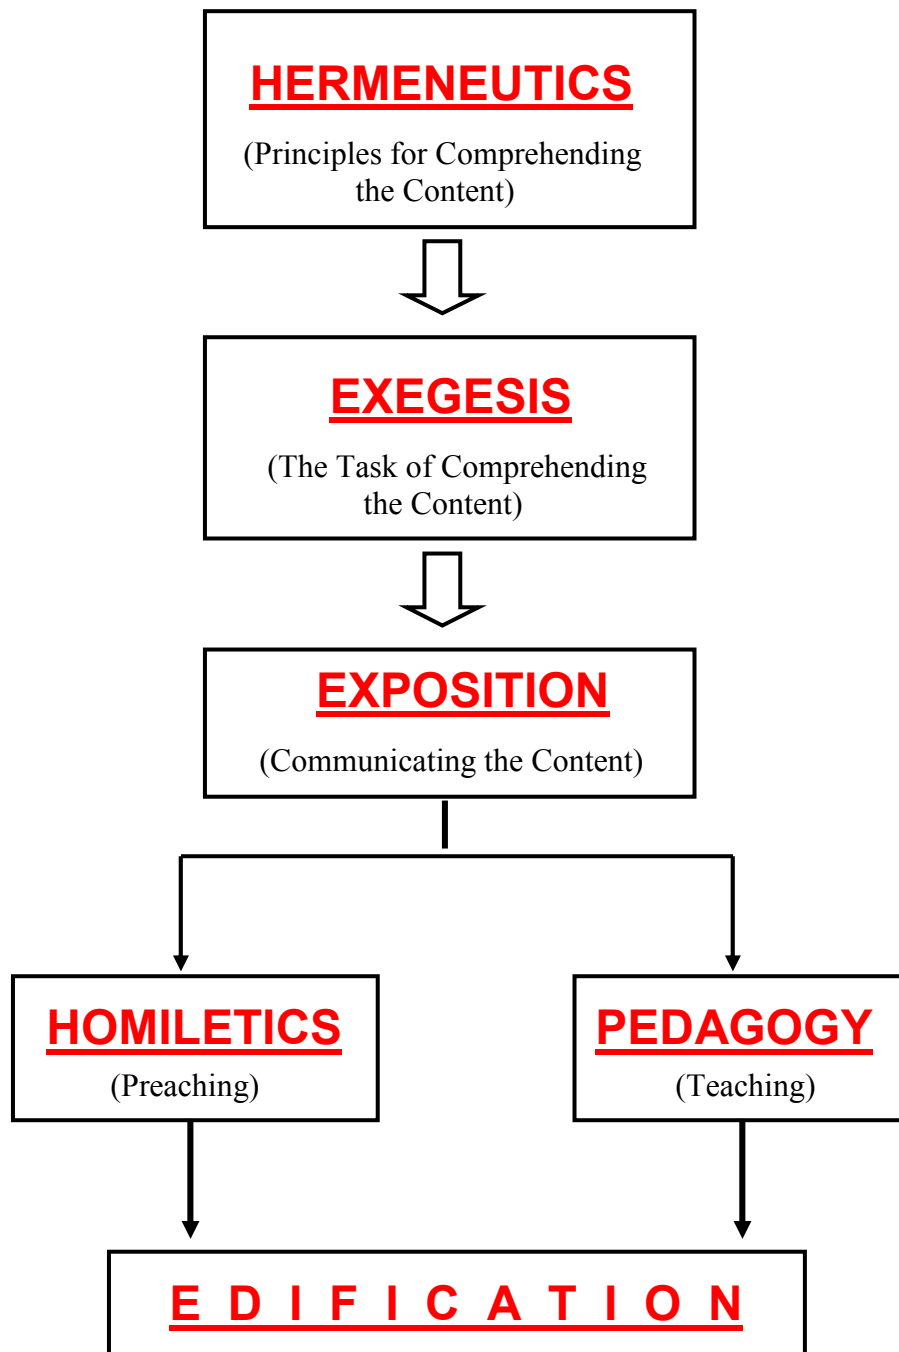 HERMENEUTICS
(Principles for Comprehending
the Content)
EXEGESIS
(The Task of Comprehending
the Content)
EXPOSITION
(Communicating the Content)
HOMILETICS
(Preaching)
PEDAGOGY
(Teaching)
E D I F I C A T I O N